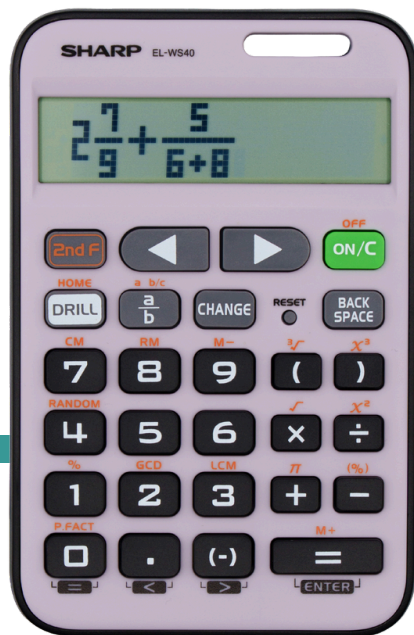 SHARP EL-WS40
2 7/9 + 5/(6+8)
OFF
2nd F ◀ ▶ ON/C
HOME a b/c
DRILL a/b CHANGE RESET BACK SPACE
CM RM M− ³√ X³
7 8 9 ( )
RANDOM √ X²
4 5 6 × ÷
% GCD LCM π (%)
1 2 3 + −
P.FACT M+
0 . (-) =
= < > ENTER